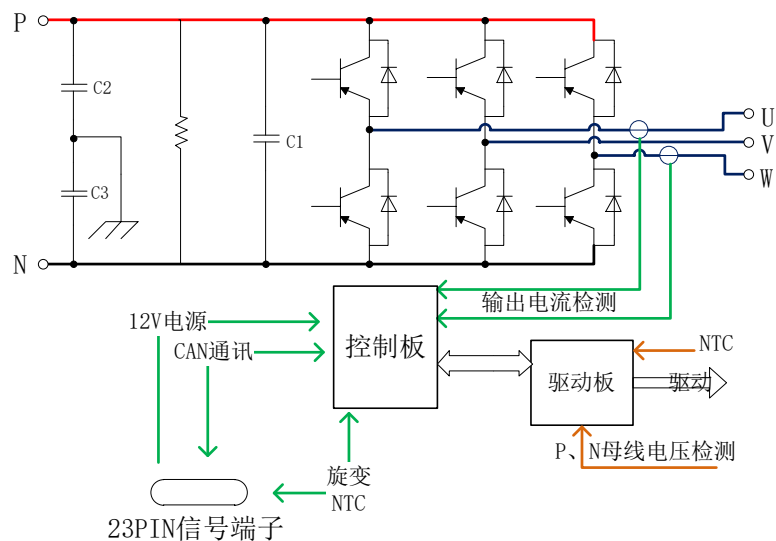 P
C2
C1
C3
N
U
V
W
输出电流检测
12V电源
CAN通讯
控制板
NTC
驱动板
驱动
P、N母线电压检测
旋变
NTC
23PIN信号端子